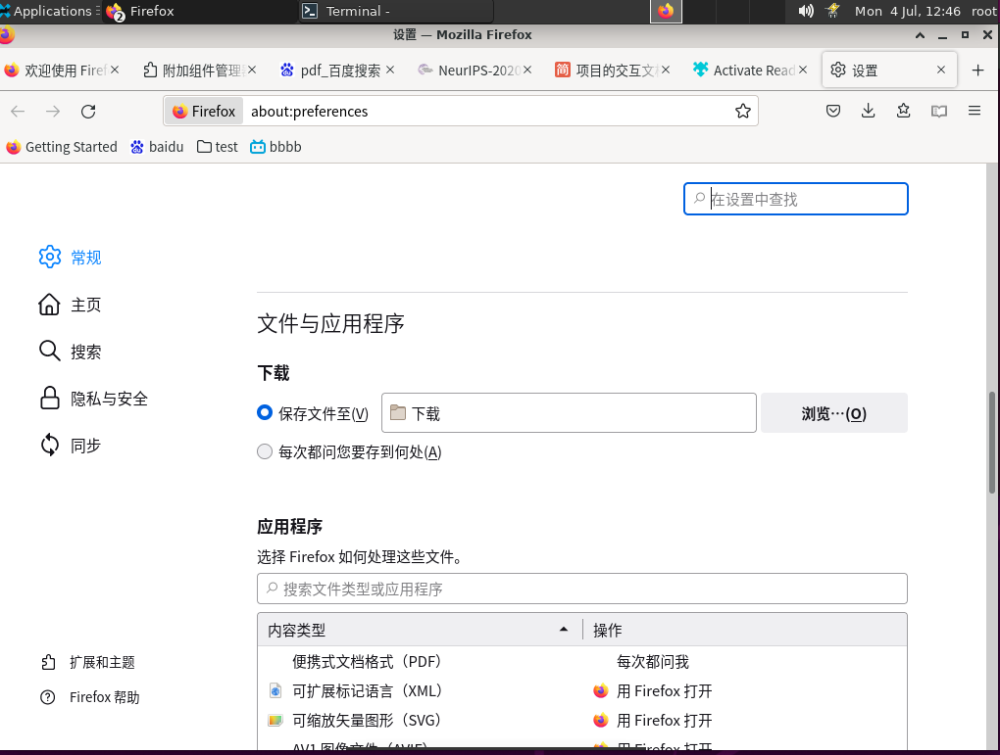 Applications
2 Firefox
Terminal -
Mon 4 Jul, 12:46 root
设置 — Mozilla Firefox
欢迎使用 Firef
附加组件管理
pdf_百度搜索
NeurIPS-2020
简 项目的交互文
Activate Read
设置
Firefox about:preferences
Getting Started
baidu
test
bbbb
在设置中查找
常规
主页
搜索
隐私与安全
同步
扩展和主题
Firefox 帮助
文件与应用程序
下载
保存文件至(V) 下载 浏览…(O)
每次都问您要存到何处(A)
应用程序
选择 Firefox 如何处理这些文件。
搜索文件类型或应用程序
内容类型 操作
便携式文档格式（PDF） 每次都问我
可扩展标记语言（XML） 用 Firefox 打开
可缩放矢量图形（SVG） 用 Firefox 打开
AV1 图像文件（AVIF） 用 Firefox 打开